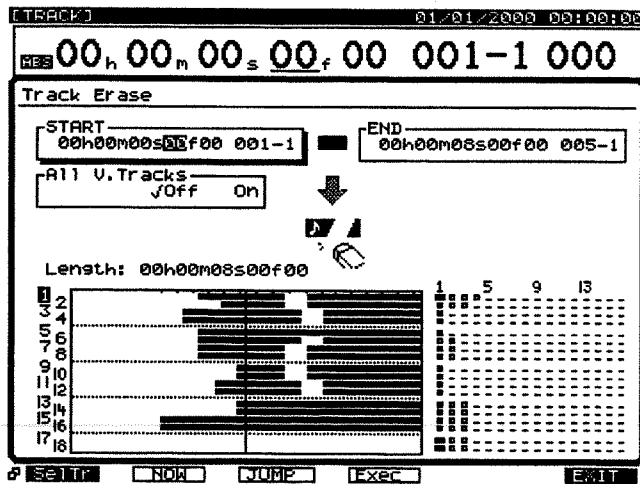 [TRACK] 01/01/2000 00:00:00
ABS 00h 00m 00s 00f 00 001-1 000
Track Erase
START
00h00m00s00f00 001-1
END
00h00m08s00f00 005-1
All V.Tracks
√Off On
Length: 00h00m08s00f00
1 5 9 13
1
2
3
4
5
6
7
8
9
10
11
12
13
14
15
16
17
18
SelTr NOW JUMP Exec EXIT